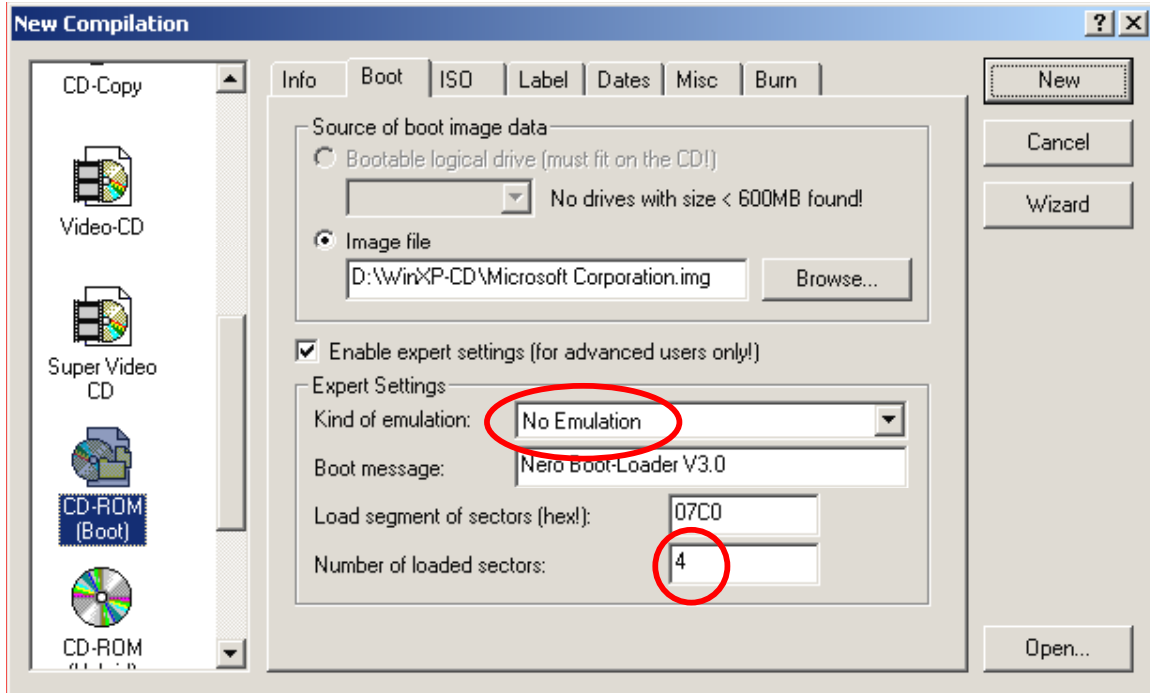 New Compilation
CD-Copy
Video-CD
Super Video
CD
CD-ROM
(Boot)
CD-ROM
Info Boot ISO Label Dates Misc Burn
Source of boot image data
Bootable logical drive (must fit on the CD!)
No drives with size < 600MB found!
Image file
D:\WinXP-CD\Microsoft Corporation.img Browse...
Enable expert settings (for advanced users only!)
Expert Settings
Kind of emulation: No Emulation
Boot message: Nero Boot-Loader V3.0
Load segment of sectors (hex!): 07C0
Number of loaded sectors: 4
New
Cancel
Wizard
Open...